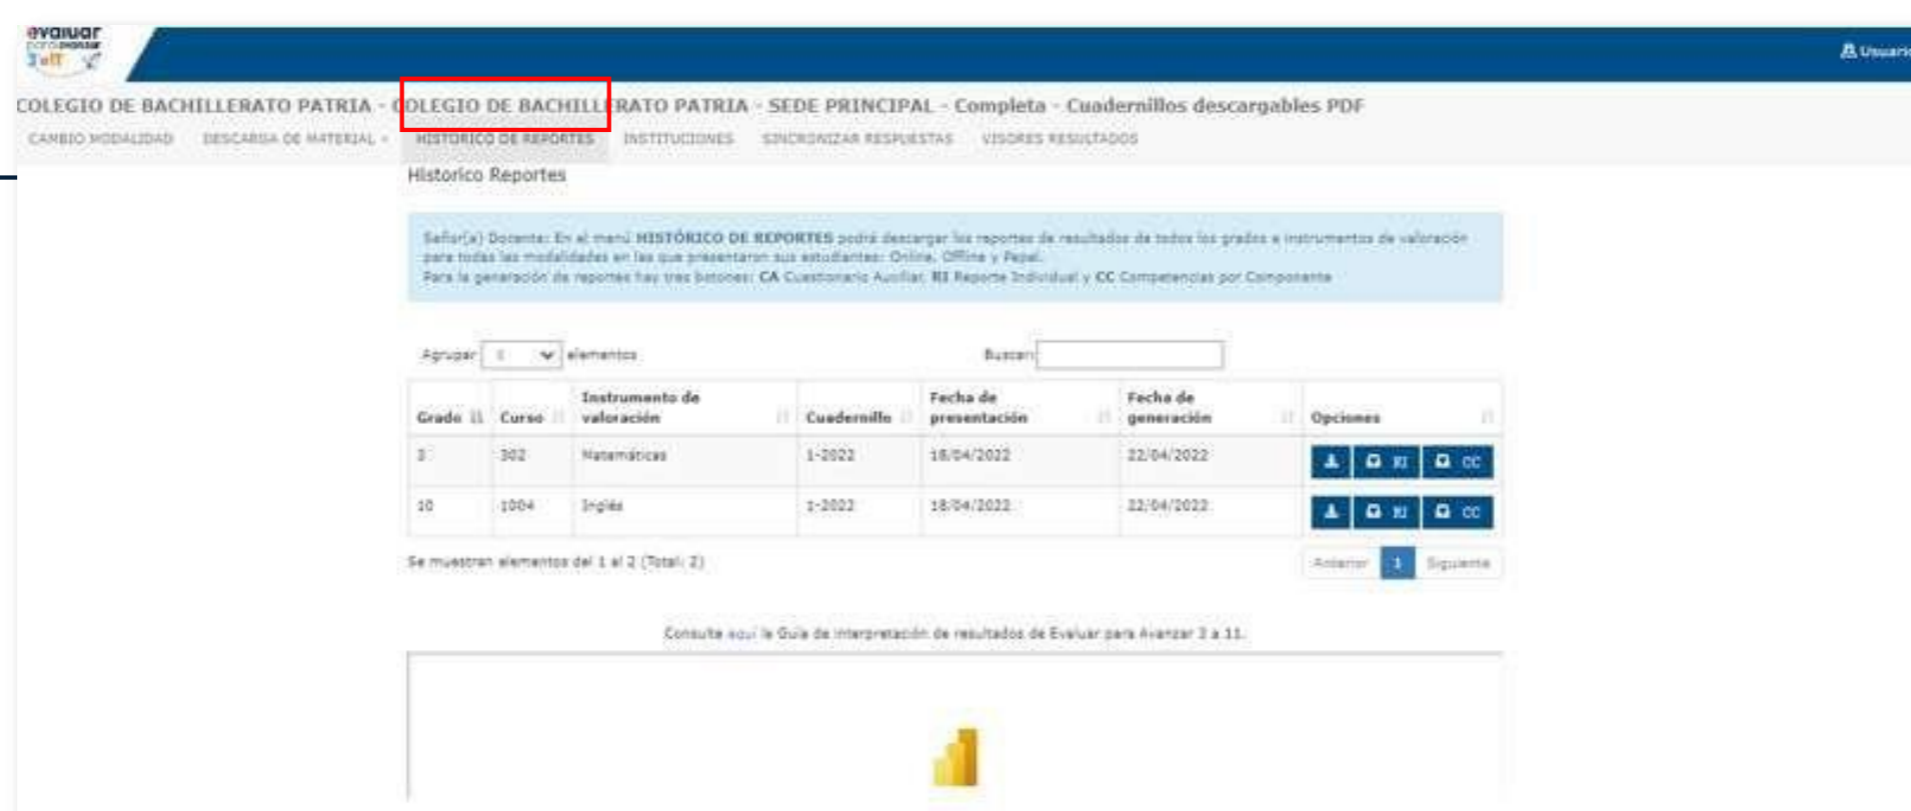 evaluar
para avanzar
3 a 11
Usuario
COLEGIO DE BACHILLERATO PATRIA - COLEGIO DE BACHILLERATO PATRIA - SEDE PRINCIPAL - Completa - Cuadernillos descargables PDF
CAMBIO MODALIDAD DESCARGA DE MATERIAL HISTORICO DE REPORTES INSTITUCIONES SINCRONIZAR RESPUESTAS VISORES RESULTADOS
Historico Reportes
Señor(a) Docente: En el menú HISTÓRICO DE REPORTES podrá descargar los reportes de resultados de todos los grados e instrumentos de valoración
para todas las modalidades en las que presentaron sus estudiantes: Online, Offline y Papel.
Para la generación de reportes hay tres botones: CA Cuestionario Auxiliar, RI Reporte Individual y CC Competencias por Componente
Agrupar elementos Buscar:
Grado Curso Instrumento de valoración Cuadernillo Fecha de presentación Fecha de generación Opciones
3 302 Matemáticas 1-2022 18/04/2022 22/04/2022 RI CC
10 1004 Inglés 1-2022 18/04/2022 22/04/2022 RI CC
Se muestran elementos del 1 al 2 (Total: 2) Anterior 1 Siguiente
Consulte aquí la Guía de interpretación de resultados de Evaluar para Avanzar 3 a 11.